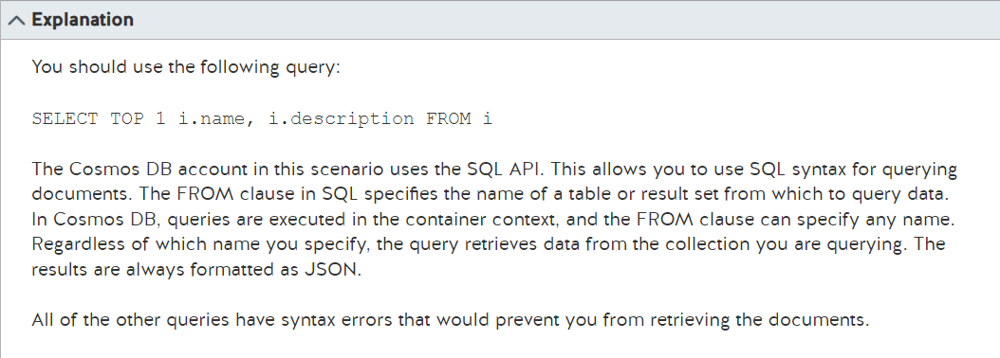 Explanation
You should use the following query:
SELECT TOP 1 i.name, i.description FROM i
The Cosmos DB account in this scenario uses the SQL API. This allows you to use SQL syntax for querying
documents. The FROM clause in SQL specifies the name of a table or result set from which to query data.
In Cosmos DB, queries are executed in the container context, and the FROM clause can specify any name.
Regardless of which name you specify, the query retrieves data from the collection you are querying. The
results are always formatted as JSON.
All of the other queries have syntax errors that would prevent you from retrieving the documents.